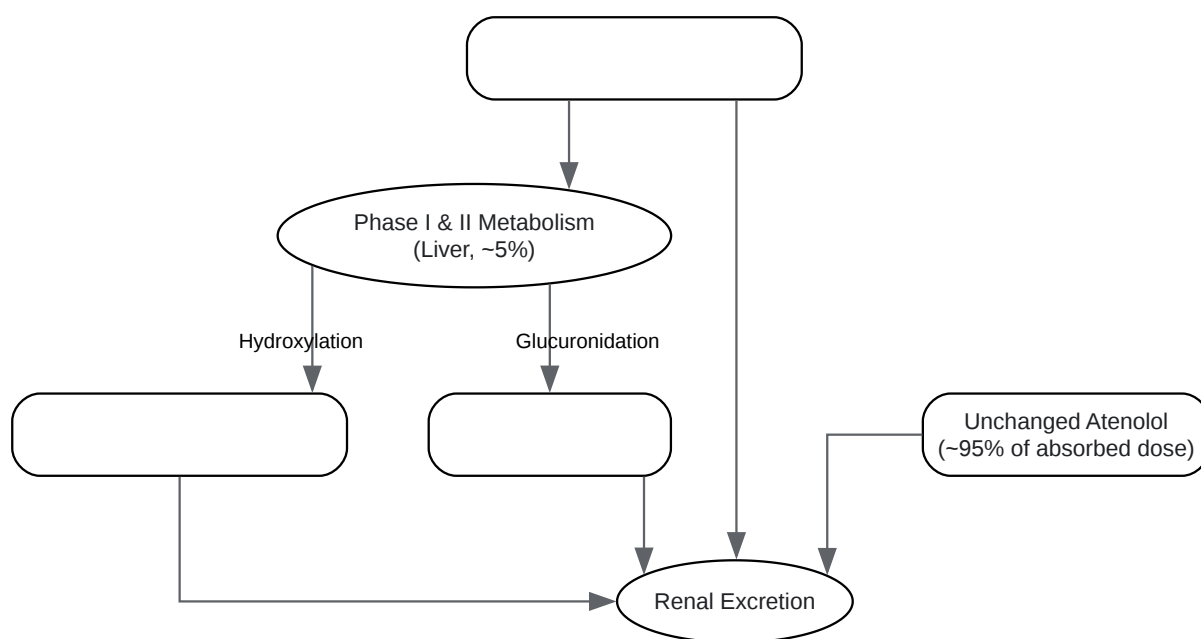 Phase I & II Metabolism
(Liver, ~5%)
Hydroxylation
Glucuronidation
Unchanged Atenolol
(~95% of absorbed dose)
Renal Excretion